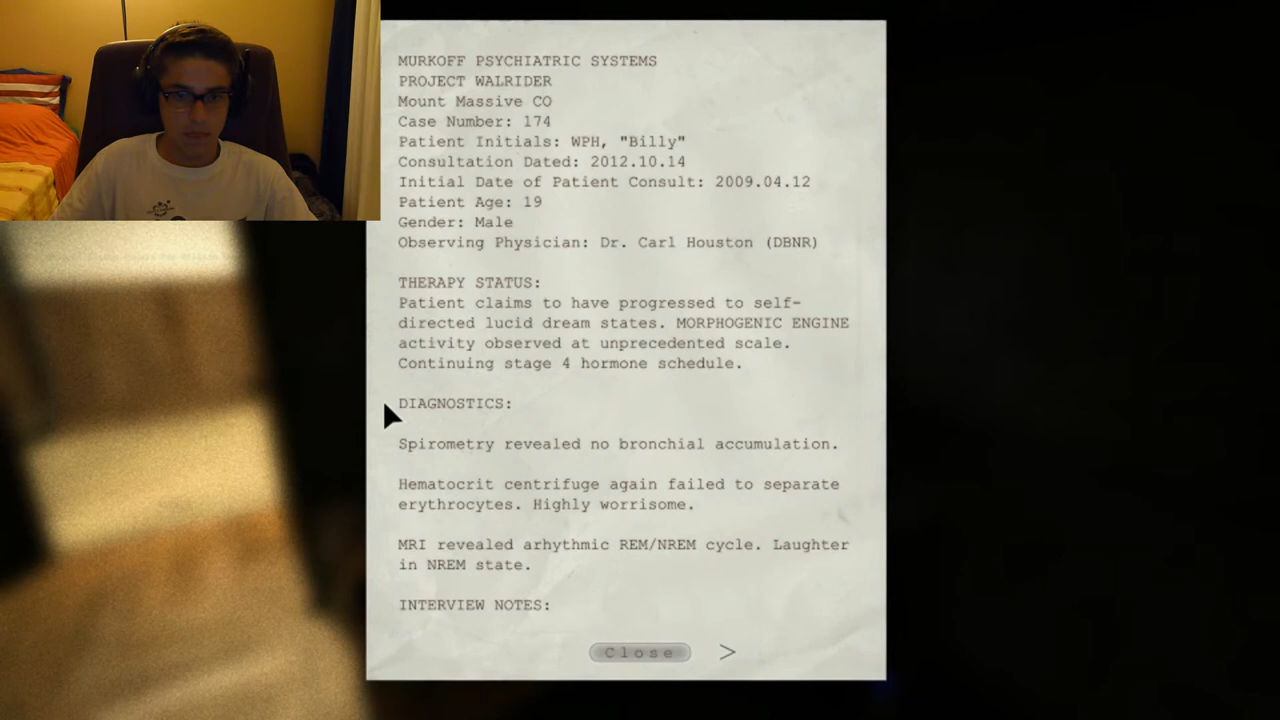 MURKOFF PSYCHIATRIC SYSTEMS
PROJECT WALRIDER
Mount Massive CO
Case Number: 174
Patient Initials: WPH, "Billy"
Consultation Dated: 2012.10.14
Initial Date of Patient Consult: 2009.04.12
Patient Age: 19
Gender: Male
Observing Physician: Dr. Carl Houston (DBNR)
THERAPY STATUS:
Patient claims to have progressed to self-
directed lucid dream states. MORPHOGENIC ENGINE
activity observed at unprecedented scale.
Continuing stage 4 hormone schedule.
DIAGNOSTICS:
Spirometry revealed no bronchial accumulation.
Hematocrit centrifuge again failed to separate
erythrocytes. Highly worrisome.
MRI revealed arhythmic REM/NREM cycle. Laughter
in NREM state.
INTERVIEW NOTES:
Close >